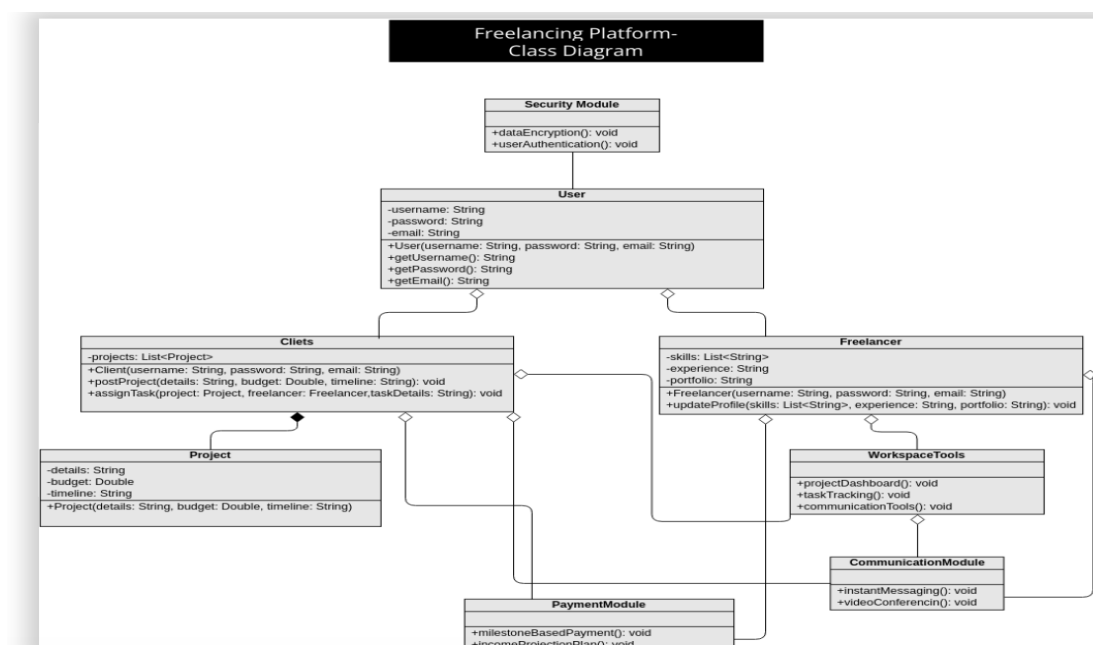 Freelancing Platform-
Class Diagram
Security Module
+dataEncryption(): void
+userAuthentication(): void
User
-username: String
-password: String
-email: String
+User(username: String, password: String, email: String)
+getUsername(): String
+getPassword(): String
+getEmail(): String
Cliets
-projects: List<Project>
+Client(username: String, password: String, email: String)
+postProject(details: String, budget: Double, timeline: String): void
+assignTask(project: Project, freelancer: Freelancer,taskDetails: String): void
Freelancer
-skills: List<String>
-experience: String
-portfolio: String
+Freelancer(username: String, password: String, email: String)
+updateProfile(skills: List<String>, experience: String, portfolio: String): void
Project
-details: String
-budget: Double
-timeline: String
+Project(details: String, budget: Double, timeline: String)
WorkspaceTools
+projectDashboard(): void
+taskTracking(): void
+communicationTools(): void
CommunicationModule
+instantMessaging(): void
+videoConferencin(): void
PaymentModule
+milestoneBasedPayment(): void
+incomeProjectionPlan(): void